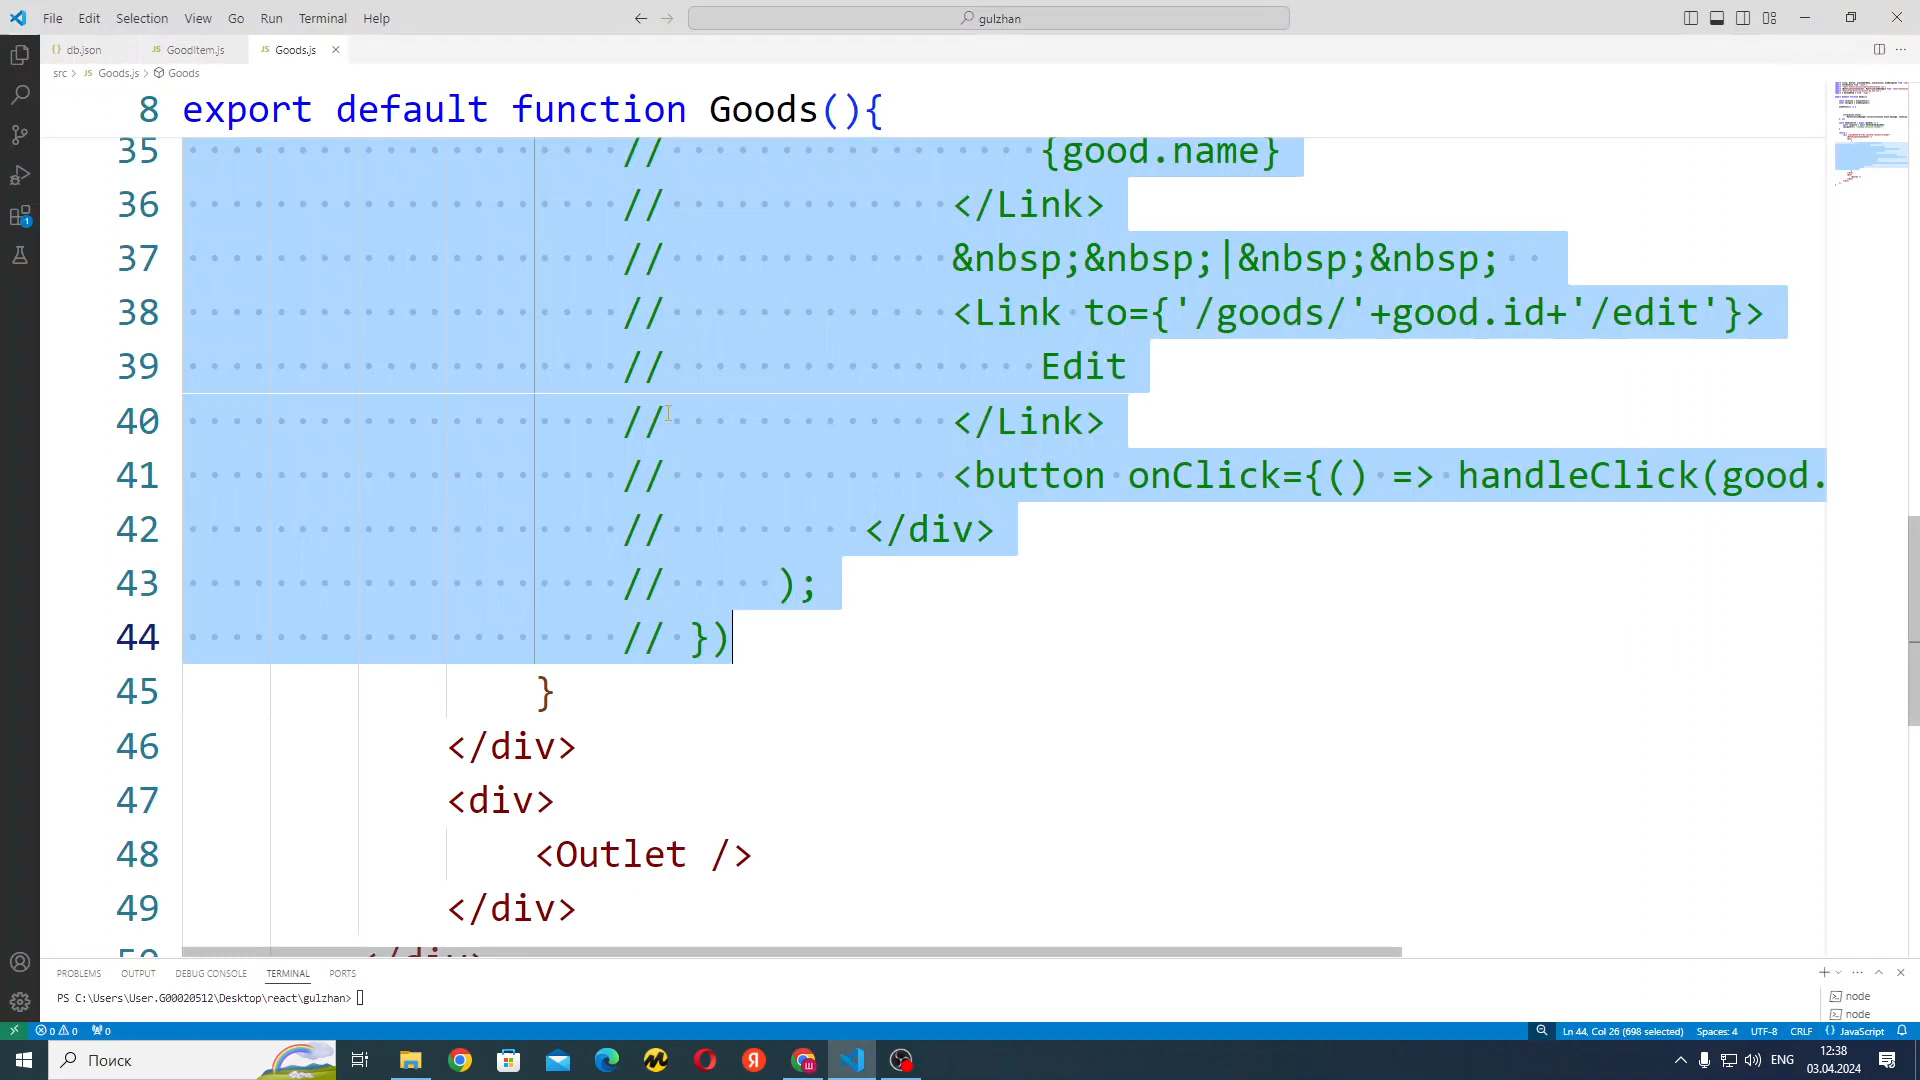 File Edit Selection View Go Run Terminal Help
gulzhan
db.json GoodItem.js Goods.js
src > Goods.js > Goods
8 export default function Goods(){
35 // {good.name}
36 // </Link>
37 // &nbsp;&nbsp;|&nbsp;&nbsp;
38 // <Link to={'/goods/'+good.id+'/edit'}>
39 // Edit
40 // </Link>
41 // <button onClick={() => handleClick(good.
42 // </div>
43 // );
44 // })
45 }
46 </div>
47 <div>
48 <Outlet />
49 </div>
50 </div>
PROBLEMS OUTPUT DEBUG CONSOLE TERMINAL PORTS
PS C:\Users\User.G00020512\Desktop\react\gulzhan>
node
node
0 0 0 Ln 44, Col 26 (698 selected) Spaces: 4 UTF-8 CRLF {} JavaScript
Поиск
ENG
12:38
03.04.2024